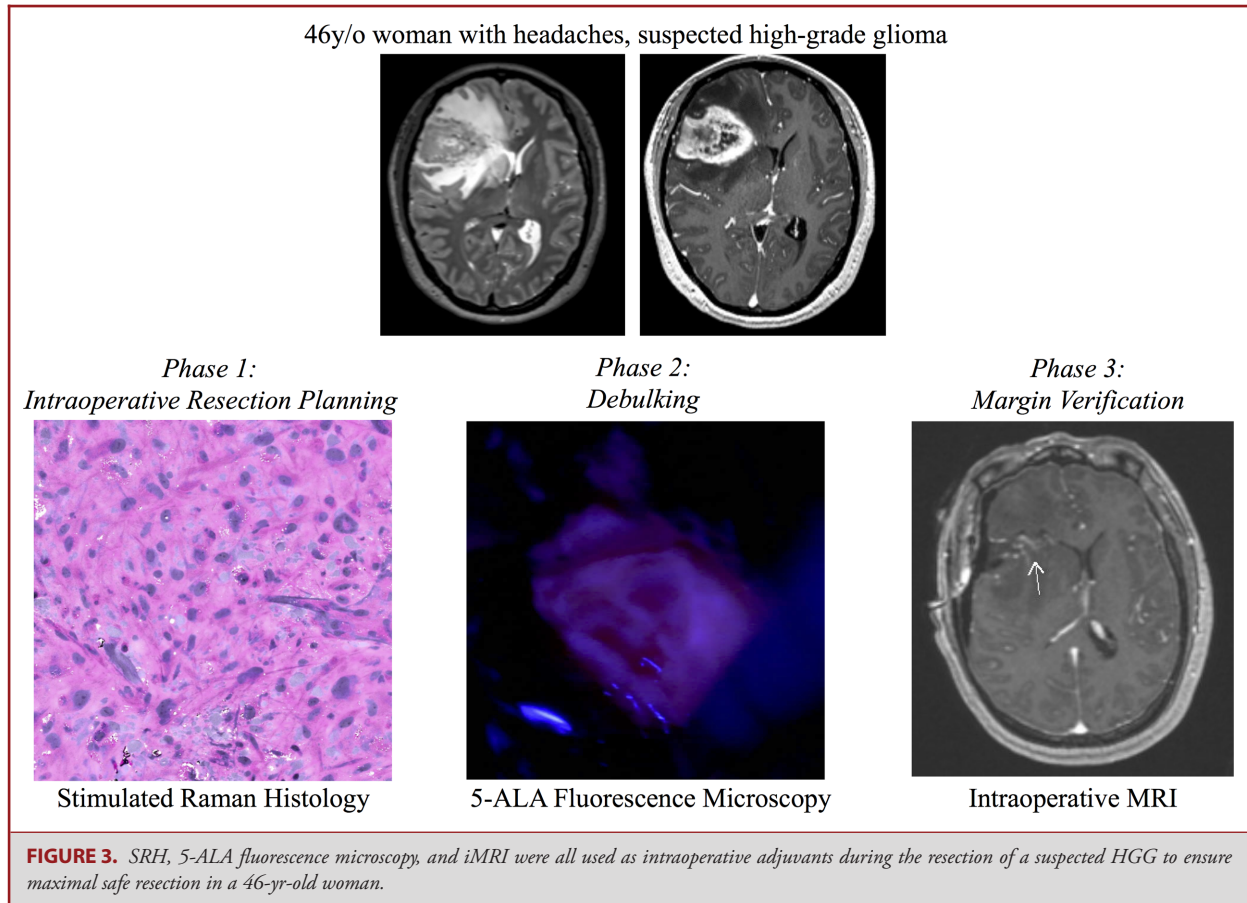 46y/o woman with headaches, suspected high-grade glioma
Phase 1:
Intraoperative Resection Planning
Phase 2:
Debulking
Phase 3:
Margin Verification
Stimulated Raman Histology
5-ALA Fluorescence Microscopy
Intraoperative MRI
FIGURE 3. SRH, 5-ALA fluorescence microscopy, and iMRI were all used as intraoperative adjuvants during the resection of a suspected HGG to ensure
maximal safe resection in a 46-yr-old woman.